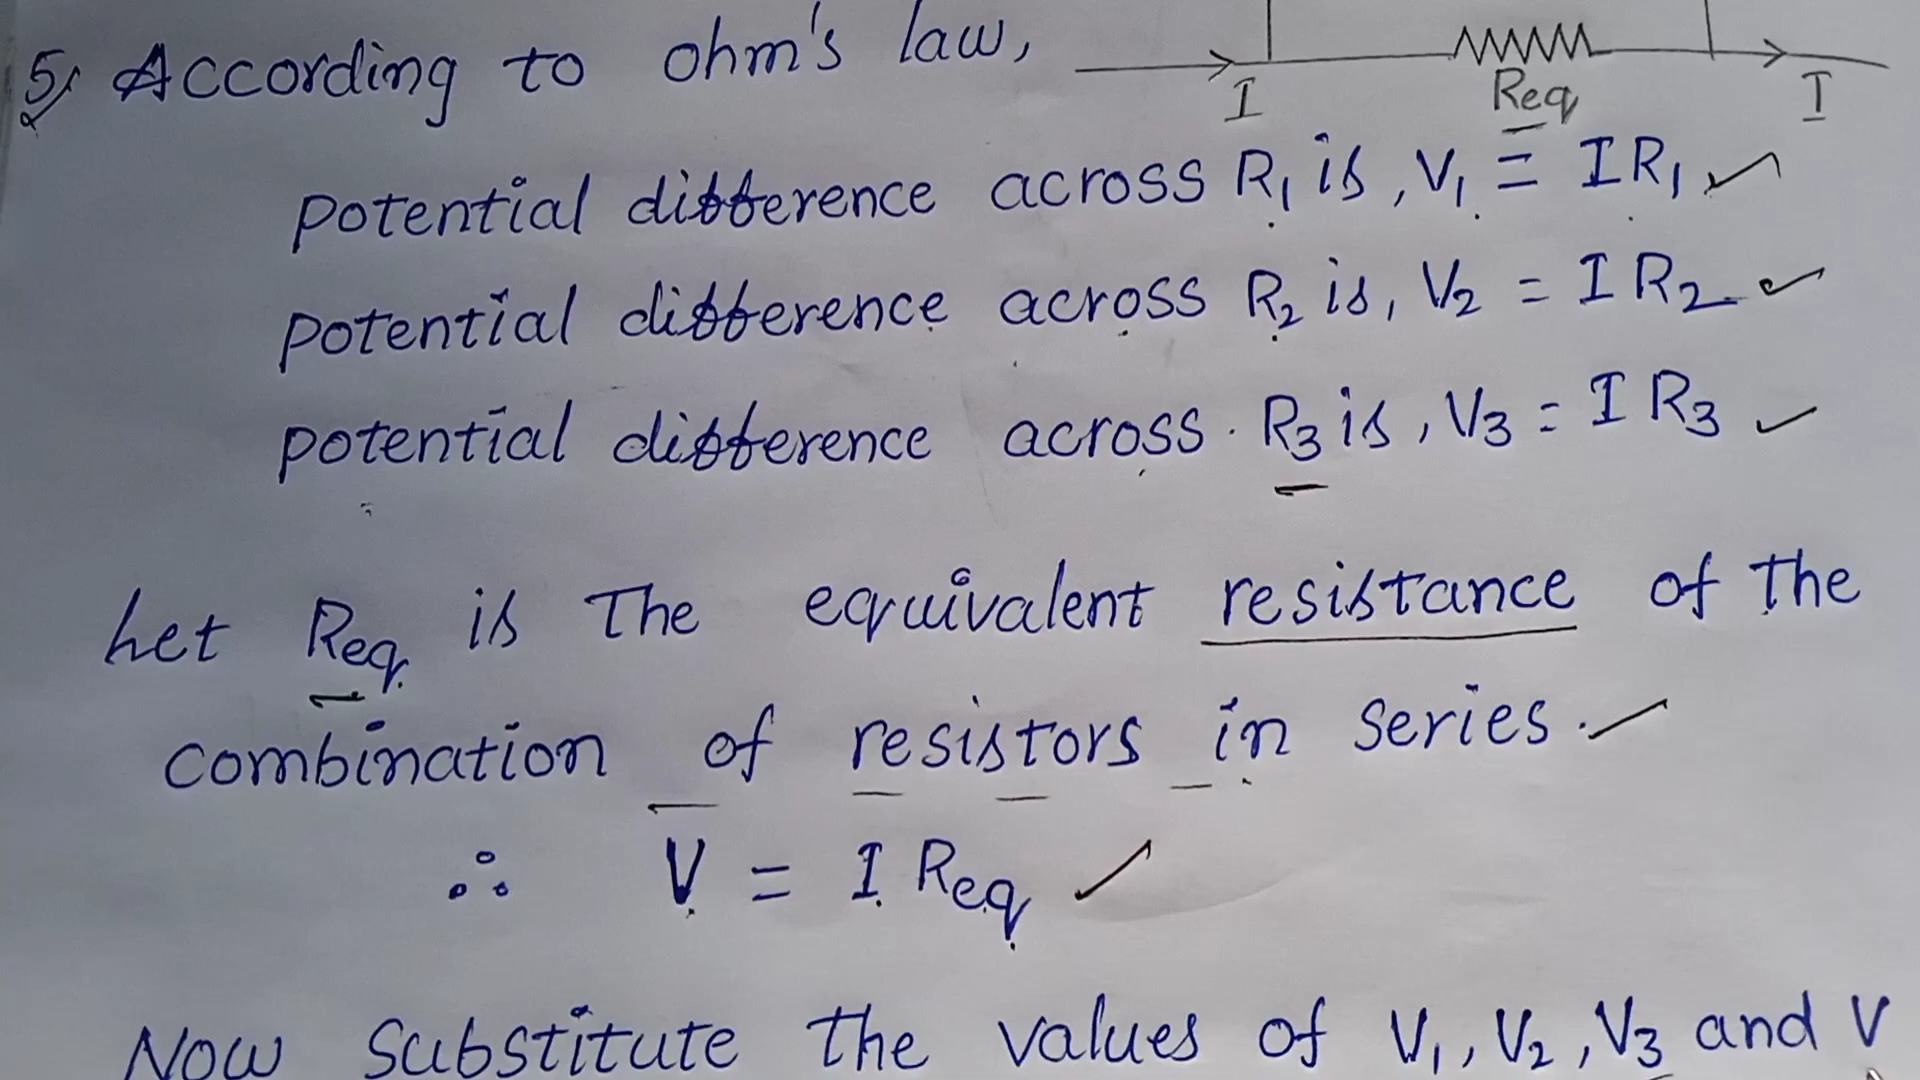 5) According to ohm's law,
I Req I
potential difference across R₁ is, V₁ = IR₁ ✓
potential difference across R₂ is, V₂ = IR₂ ✓
potential difference across R₃ is, V₃ = IR₃ ✓
Let Req is The equivalent resistance of the
combination of resistors in series. ✓
∴ V = I Req ✓
Now Substitute the values of V₁, V₂, V₃ and V